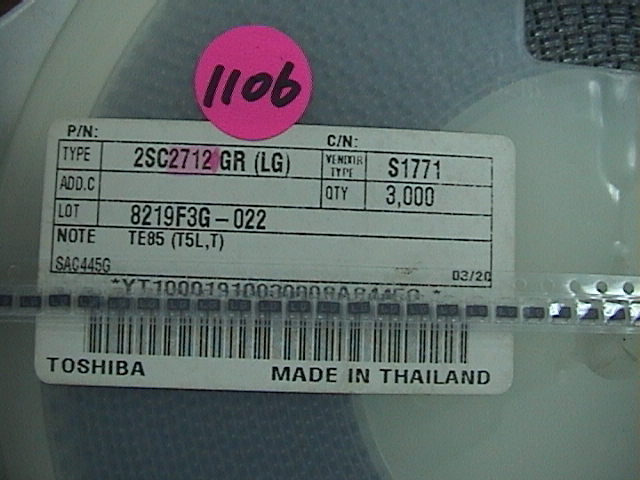 1106
P/N:
C/N:
TYPE 2SC2712 GR (LG) VENDOR TYPE S1771
ADD.C QTY 3,000
LOT 8219F3G-022
NOTE TE85 (T5L,T)
SAC445G 03/20
TOSHIBA MADE IN THAILAND